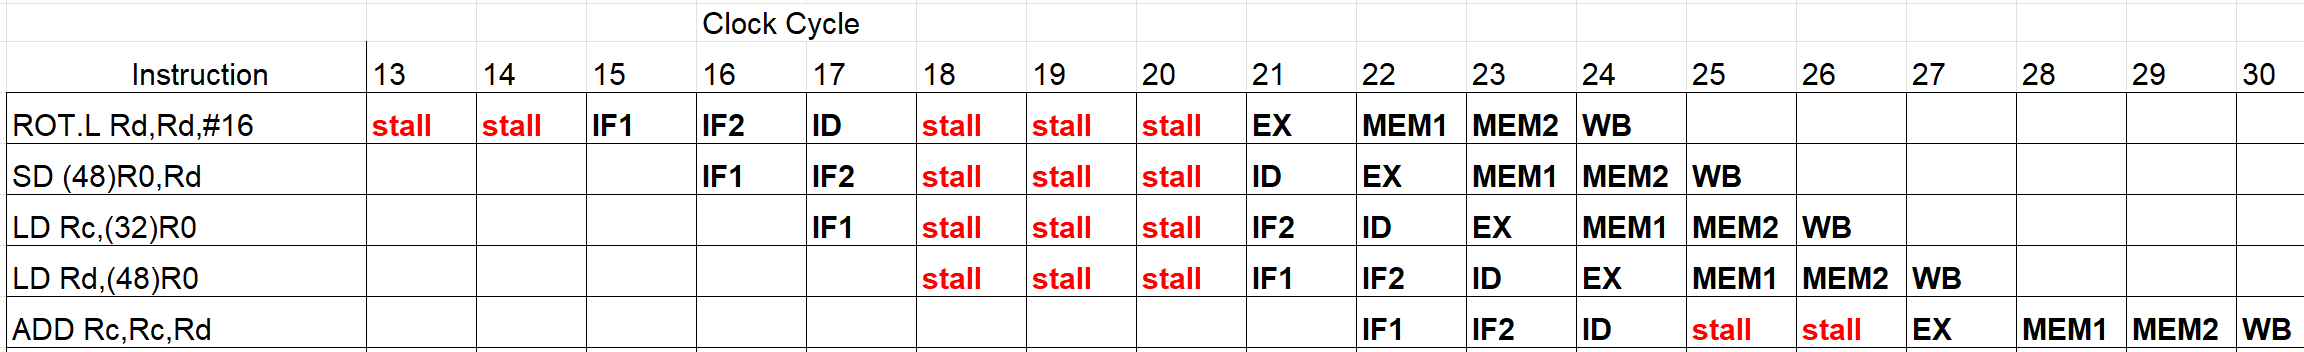 Clock Cycle
Instruction 13 14 15 16 17 18 19 20 21 22 23 24 25 26 27 28 29 30
ROT.L Rd,Rd,#16 stall stall IF1 IF2 ID stall stall stall EX MEM1 MEM2 WB
SD (48)R0,Rd IF1 IF2 stall stall stall ID EX MEM1 MEM2 WB
LD Rc,(32)R0 IF1 stall stall stall IF2 ID EX MEM1 MEM2 WB
LD Rd,(48)R0 stall stall stall IF1 IF2 ID EX MEM1 MEM2 WB
ADD Rc,Rc,Rd IF1 IF2 ID stall stall EX MEM1 MEM2 WB